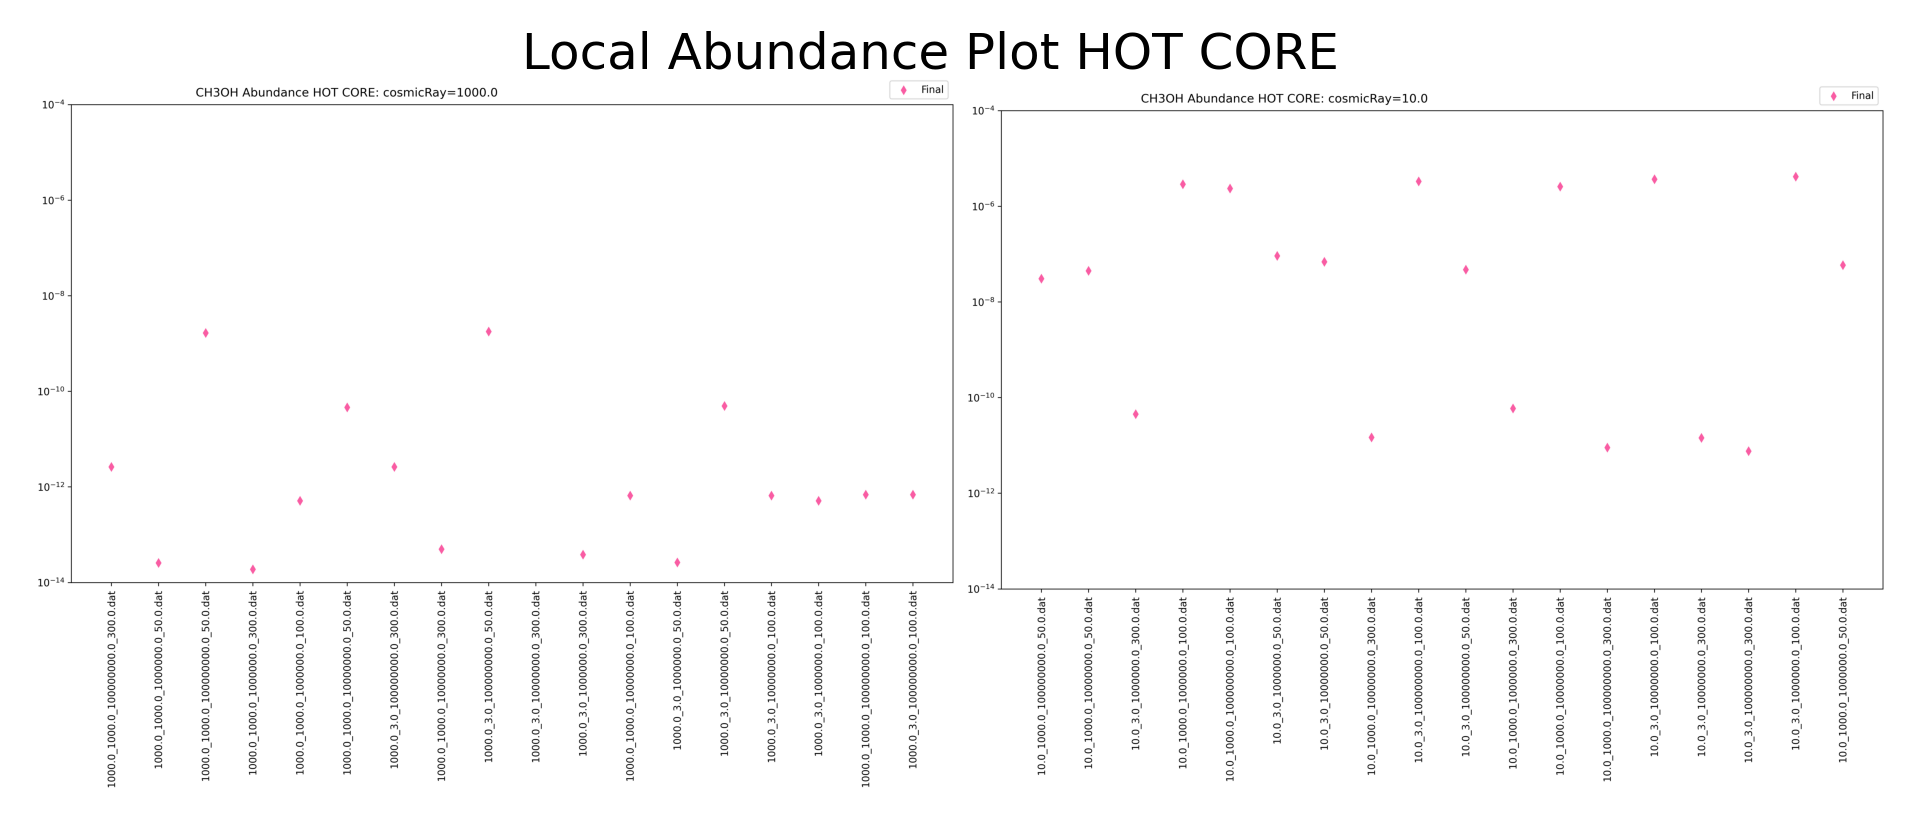 Local Abundance Plot HOT CORE
CH3OH Abundance HOT CORE: cosmicRay=1000.0
Final
10⁻⁴
10⁻⁶
10⁻⁸
10⁻¹⁰
10⁻¹²
10⁻¹⁴
1000.0_1000.0_100000000.0_300.0.dat
1000.0_1000.0_1000000.0_50.0.dat
1000.0_1000.0_100000000.0_50.0.dat
1000.0_1000.0_1000000.0_300.0.dat
1000.0_1000.0_1000000.0_100.0.dat
1000.0_1000.0_10000000.0_50.0.dat
1000.0_3.0_100000000.0_300.0.dat
1000.0_1000.0_10000000.0_300.0.dat
1000.0_3.0_100000000.0_50.0.dat
1000.0_3.0_10000000.0_300.0.dat
1000.0_3.0_1000000.0_300.0.dat
1000.0_1000.0_10000000.0_100.0.dat
1000.0_3.0_1000000.0_50.0.dat
1000.0_3.0_10000000.0_50.0.dat
1000.0_3.0_10000000.0_100.0.dat
1000.0_3.0_1000000.0_100.0.dat
1000.0_1000.0_100000000.0_100.0.dat
1000.0_3.0_100000000.0_100.0.dat
CH3OH Abundance HOT CORE: cosmicRay=10.0
Final
10⁻⁴
10⁻⁶
10⁻⁸
10⁻¹⁰
10⁻¹²
10⁻¹⁴
10.0_1000.0_100000000.0_50.0.dat
10.0_1000.0_10000000.0_50.0.dat
10.0_3.0_1000000.0_300.0.dat
10.0_1000.0_10000000.0_100.0.dat
10.0_1000.0_100000000.0_100.0.dat
10.0_3.0_1000000.0_50.0.dat
10.0_3.0_10000000.0_50.0.dat
10.0_1000.0_10000000.0_300.0.dat
10.0_3.0_100000000.0_100.0.dat
10.0_3.0_100000000.0_50.0.dat
10.0_1000.0_1000000.0_300.0.dat
10.0_1000.0_1000000.0_100.0.dat
10.0_1000.0_100000000.0_300.0.dat
10.0_3.0_10000000.0_100.0.dat
10.0_3.0_10000000.0_300.0.dat
10.0_3.0_100000000.0_300.0.dat
10.0_3.0_1000000.0_100.0.dat
10.0_1000.0_1000000.0_50.0.dat